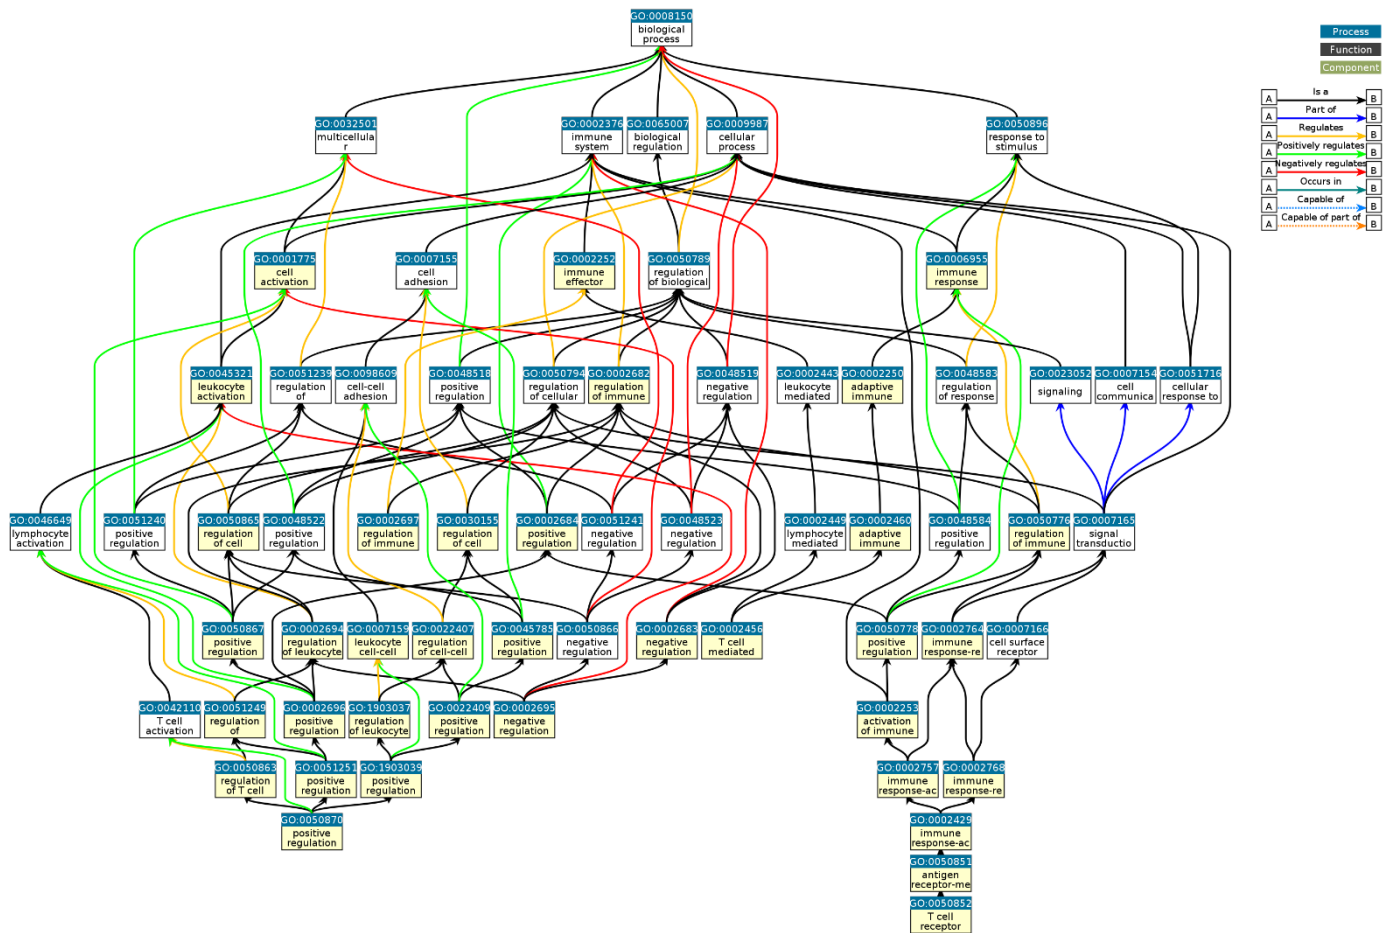 GO:0008150
biological
process
Process
Function
Component
A Is a B
A Part of B
A Regulates B
A Positively regulates B
A Negatively regulates B
A Occurs in B
A Capable of B
A Capable of part of B
GO:0032501
multicellula
r
GO:0002376
immune
system
GO:0065007
biological
regulation
GO:0009987
cellular
process
GO:0050896
response to
stimulus
GO:0001775
cell
activation
GO:0007155
cell
adhesion
GO:0002252
immune
effector
GO:0050789
regulation
of biological
GO:0006955
immune
response
GO:0045321
leukocyte
activation
GO:0051239
regulation
of
GO:0098609
cell-cell
adhesion
GO:0048518
positive
regulation
GO:0050794
regulation
of cellular
GO:0002682
regulation
of immune
GO:0048519
negative
regulation
GO:0002443
leukocyte
mediated
GO:0002250
adaptive
immune
GO:0048583
regulation
of response
GO:0023052
signaling
GO:0007154
cell
communica
GO:0051716
cellular
response to
GO:0046649
lymphocyte
activation
GO:0051240
positive
regulation
GO:0050865
regulation
of cell
GO:0048522
positive
regulation
GO:0002697
regulation
of immune
GO:0030155
regulation
of cell
GO:0002684
positive
regulation
GO:0051241
negative
regulation
GO:0048523
negative
regulation
GO:0002449
lymphocyte
mediated
GO:0002460
adaptive
immune
GO:0048584
positive
regulation
GO:0050776
regulation
of immune
GO:0007165
signal
transductio
GO:0050867
positive
regulation
GO:0002694
regulation
of leukocyte
GO:0007159
leukocyte
cell-cell
GO:0022407
regulation
of cell-cell
GO:0045785
positive
regulation
GO:0050866
negative
regulation
GO:0002683
negative
regulation
GO:0002456
T cell
mediated
GO:0050778
positive
regulation
GO:0002764
immune
response-re
GO:0007166
cell surface
receptor
GO:0042110
T cell
activation
GO:0051249
regulation
of
GO:0002696
positive
regulation
GO:1903037
regulation
of leukocyte
GO:0022409
positive
regulation
GO:0002695
negative
regulation
GO:0002253
activation
of immune
GO:0050863
regulation
of T cell
GO:0051251
positive
regulation
GO:1903039
positive
regulation
GO:0002757
immune
response-ac
GO:0002768
immune
response-re
GO:0050870
positive
regulation
GO:0002429
immune
response-ac
GO:0050851
antigen
receptor-me
GO:0050852
T cell
receptor